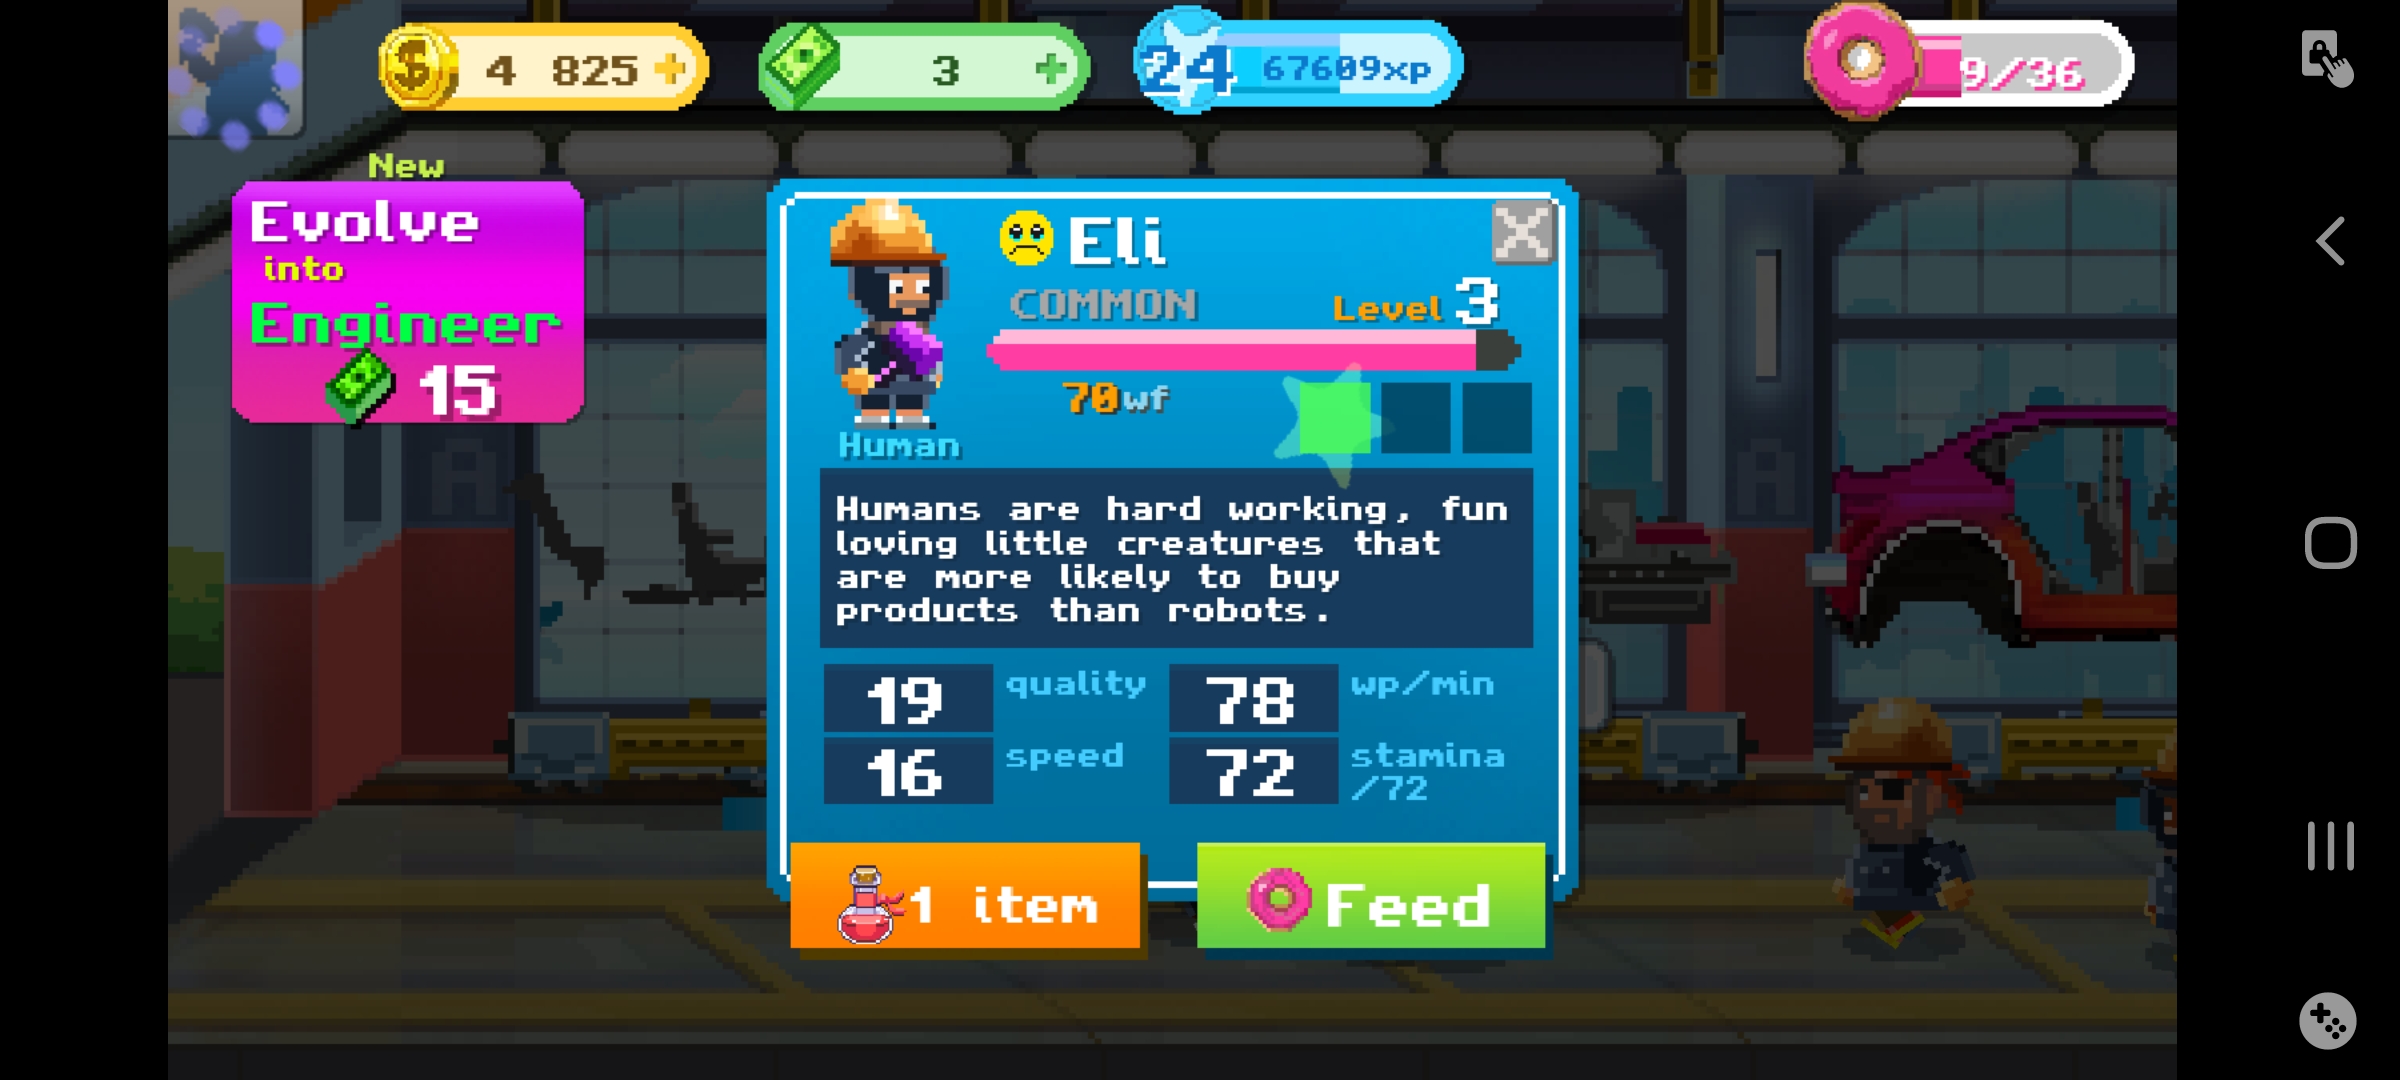 4 825 +
3 +
24 67609xp
9/36
New
Evolve
into
Engineer
15
Eli
COMMON
Level 3
70wf
Human
Humans are hard working, fun
loving little creatures that
are more likely to buy
products than robots.
19 quality
78 wp/min
16 speed
72 stamina
/72
1 item
Feed